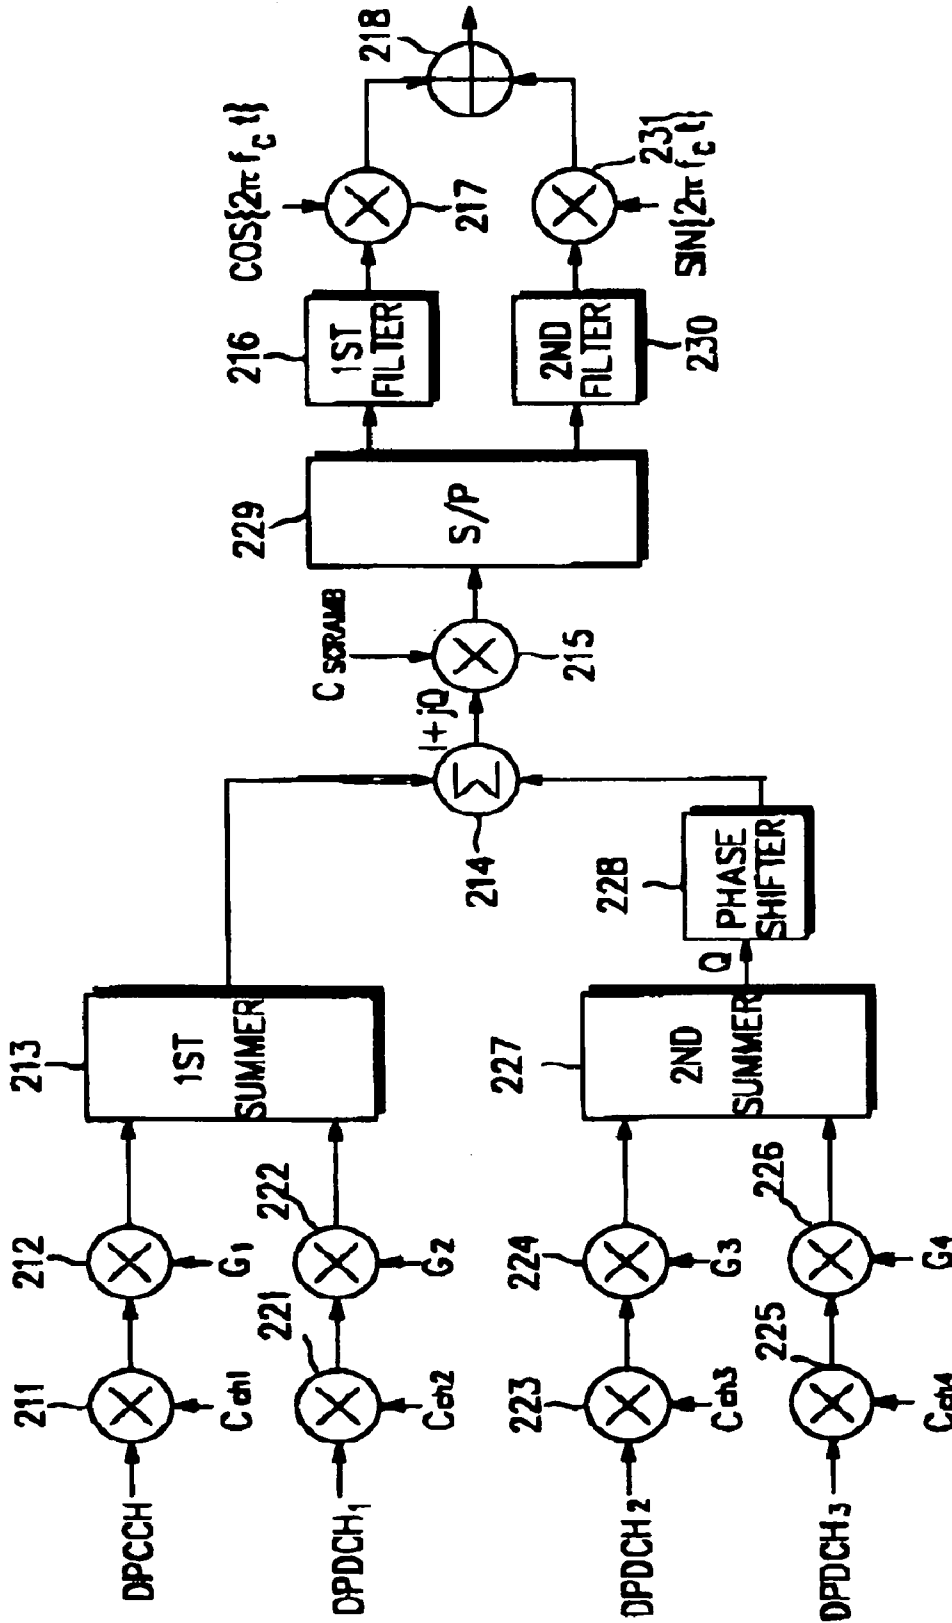 DPCCH
211
Cch1
212
G1
213
1ST
SUMMER
DPDCH1
221
Cch2
222
G2
DPDCH2
223
Cch3
224
G3
227
2ND
SUMMER
DPDCH3
225
Cch4
226
G4
Q
228
PHASE
SHIFTER
214
Σ
I+jQ
CSCRAMB
215
229
S/P
216
1ST
FILTER
COS{2π fc t}
217
218
230
2ND
FILTER
231
SIN{2π fc t}